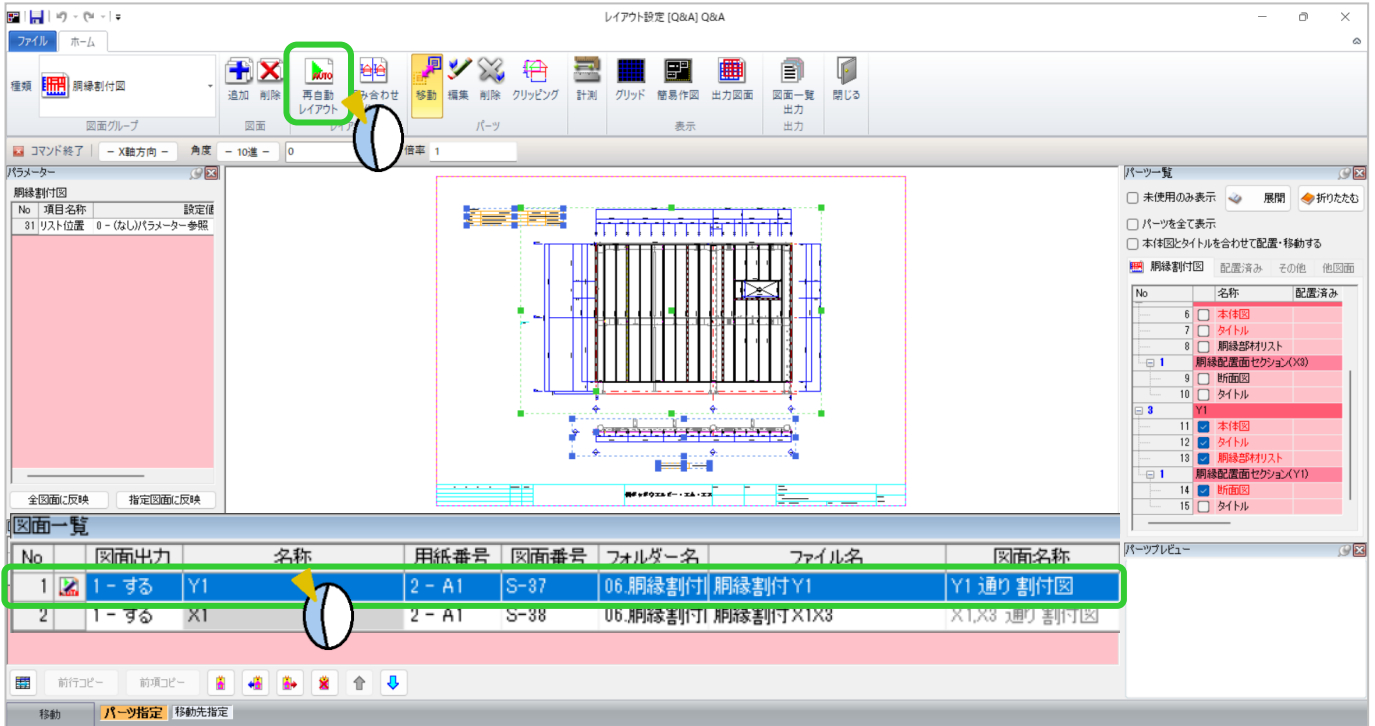 レイアウト設定 [Q&A] Q&A
ファイル ホーム
種類 胴縁割付図
追加 削除 再自動 レイアウト み合わせ 移動 編集 削除 クリッピング 計測 グリッド 簡易作図 出力図面 図面一覧 出力 閉じる
AUTO
図面グループ 図面 パーツ 表示 出力
コマンド終了 - X軸方向 - 角度 - 10進 - 0 倍率 1
パラメーター
胴縁割付図
No 項目名称 設定値
31 リスト位置 0 - (なし)パラメーター参照
全図面に反映 指定図面に反映
パーツ一覧
未使用のみ表示 展開 折りたたむ
パーツを全て表示
本体図とタイトルを合わせて配置・移動する
胴縁割付図 配置済み その他 他図面
No 名称 配置済み
6 本体図
7 タイトル
8 胴縁部材リスト
1 胴縁配置面セクション(X3)
9 断面図
10 タイトル
3 Y1
11 本体図
12 タイトル
13 胴縁部材リスト
1 胴縁配置面セクション(Y1)
14 断面図
15 タイトル
パーツプレビュー
図面一覧
No 図面出力 名称 用紙番号 図面番号 フォルダー名 ファイル名 図面名称
1 1 - する Y1 2 - A1 S-37 06.胴縁割付 胴縁割付Y1 Y1 通り 割付図
2 1 - する X1 2 - A1 S-38 06.胴縁割付 胴縁割付X1X3 X1,X3 通り 割付図
前行コピー 前項コピー
移動 パーツ指定 移動先指定